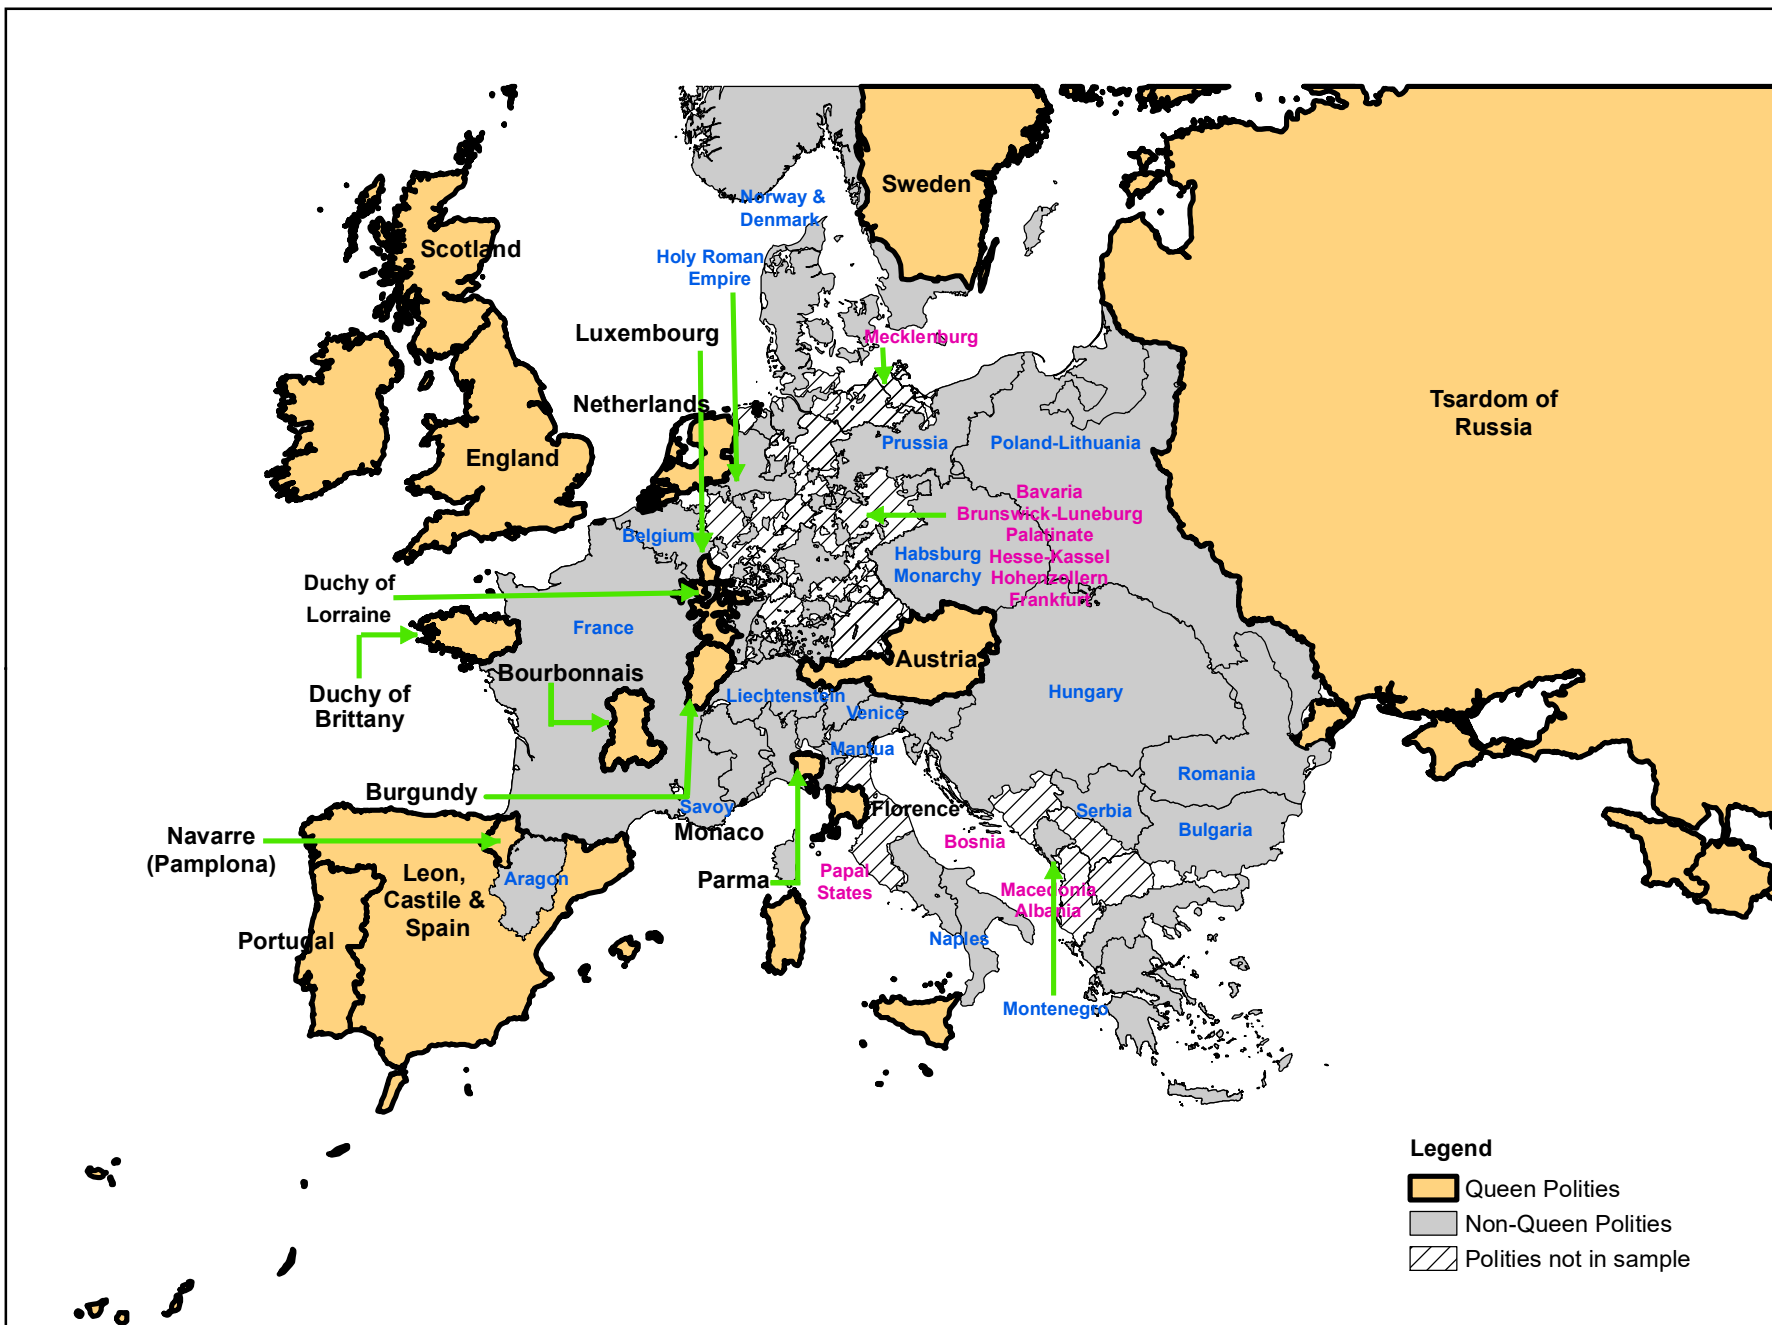 Sweden
Norway &
Denmark
Scotland
Holy Roman
Empire
Luxembourg
Mecklenburg
Netherlands
Tsardom of
Russia
England
Prussia
Poland-Lithuania
Bavaria
Brunswick-Luneburg
Palatinate
Hesse-Kassel
Hohenzollern
Frankfurt
Belgium
Habsburg
Monarchy
Duchy of
Lorraine
France
Austria
Bourbonnais
Duchy of
Brittany
Liechtenstein
Venice
Hungary
Mantua
Romania
Burgundy
Savoy
Monaco
Florence
Serbia
Bulgaria
Navarre
(Pamplona)
Bosnia
Leon,
Castile &
Spain
Aragon
Parma
Papal
States
Macedonia
Albania
Portugal
Naples
Montenegro
Legend
Queen Polities
Non-Queen Polities
Polities not in sample